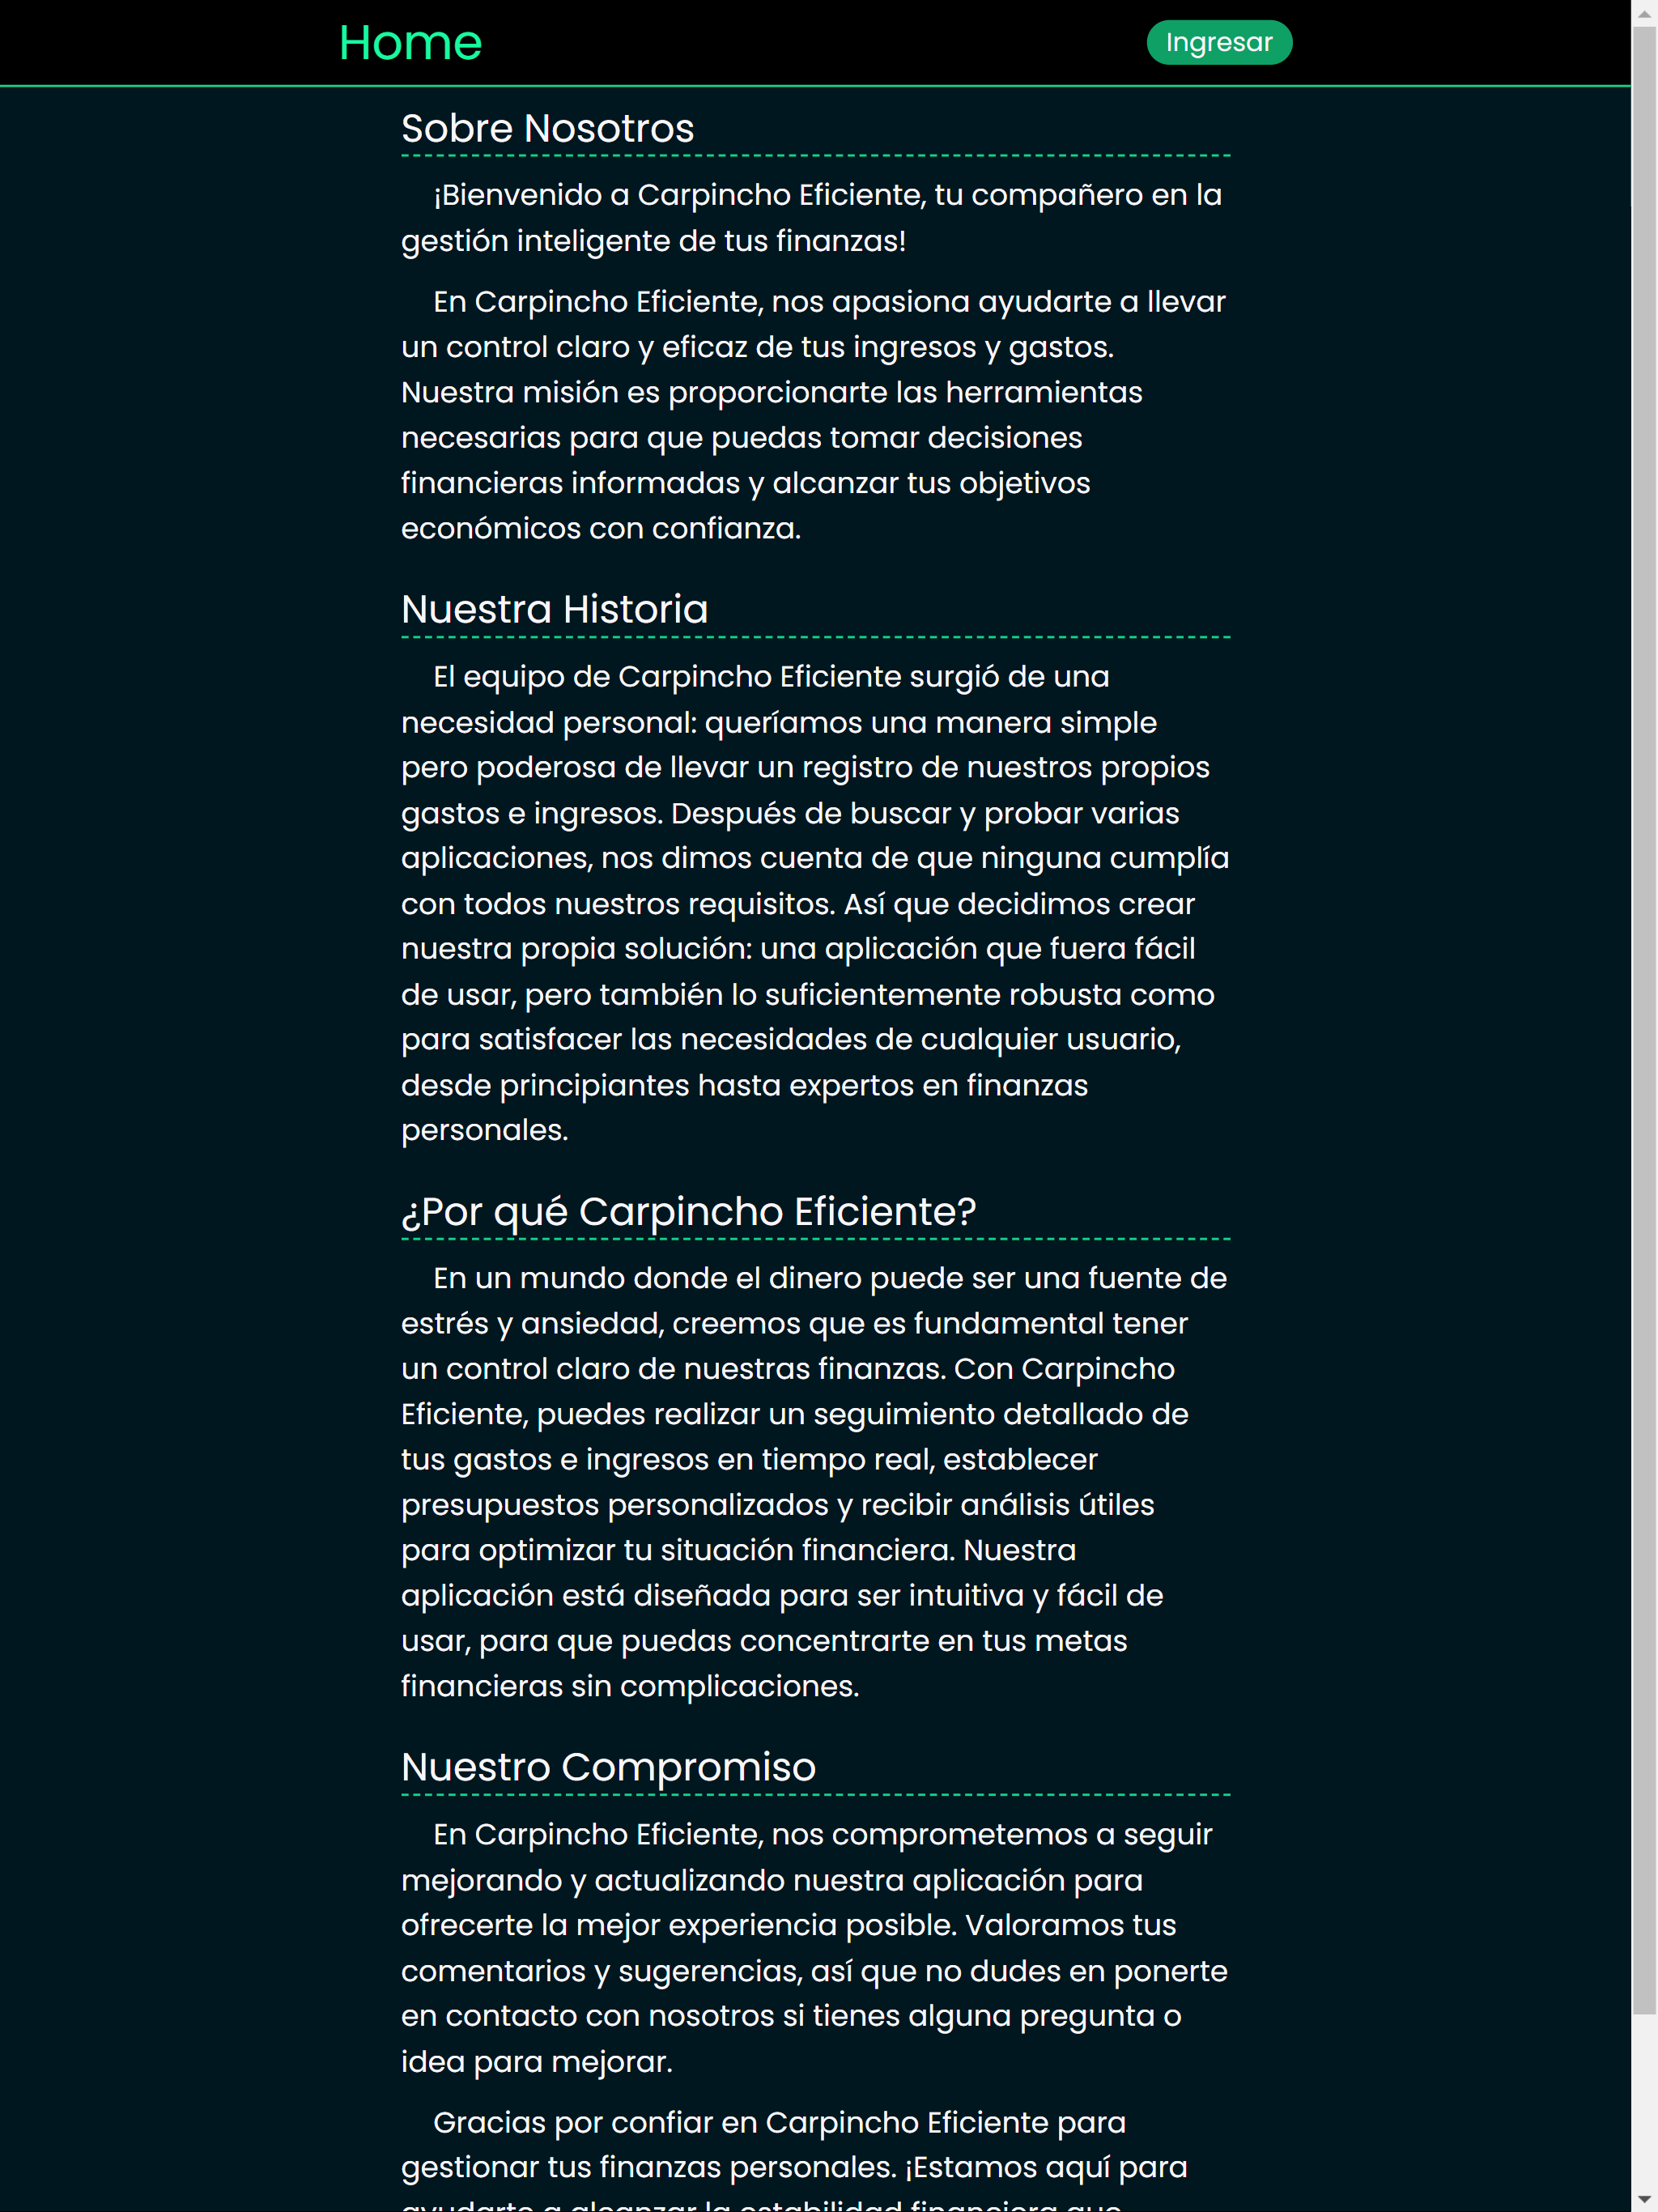 Home
Ingresar
Sobre Nosotros
¡Bienvenido a Carpincho Eficiente, tu compañero en la
gestión inteligente de tus finanzas!
En Carpincho Eficiente, nos apasiona ayudarte a llevar
un control claro y eficaz de tus ingresos y gastos.
Nuestra misión es proporcionarte las herramientas
necesarias para que puedas tomar decisiones
financieras informadas y alcanzar tus objetivos
económicos con confianza.
Nuestra Historia
El equipo de Carpincho Eficiente surgió de una
necesidad personal: queríamos una manera simple
pero poderosa de llevar un registro de nuestros propios
gastos e ingresos. Después de buscar y probar varias
aplicaciones, nos dimos cuenta de que ninguna cumplía
con todos nuestros requisitos. Así que decidimos crear
nuestra propia solución: una aplicación que fuera fácil
de usar, pero también lo suficientemente robusta como
para satisfacer las necesidades de cualquier usuario,
desde principiantes hasta expertos en finanzas
personales.
¿Por qué Carpincho Eficiente?
En un mundo donde el dinero puede ser una fuente de
estrés y ansiedad, creemos que es fundamental tener
un control claro de nuestras finanzas. Con Carpincho
Eficiente, puedes realizar un seguimiento detallado de
tus gastos e ingresos en tiempo real, establecer
presupuestos personalizados y recibir análisis útiles
para optimizar tu situación financiera. Nuestra
aplicación está diseñada para ser intuitiva y fácil de
usar, para que puedas concentrarte en tus metas
financieras sin complicaciones.
Nuestro Compromiso
En Carpincho Eficiente, nos comprometemos a seguir
mejorando y actualizando nuestra aplicación para
ofrecerte la mejor experiencia posible. Valoramos tus
comentarios y sugerencias, así que no dudes en ponerte
en contacto con nosotros si tienes alguna pregunta o
idea para mejorar.
Gracias por confiar en Carpincho Eficiente para
gestionar tus finanzas personales. ¡Estamos aquí para
ayudarte a alcanzar la estabilidad financiera que